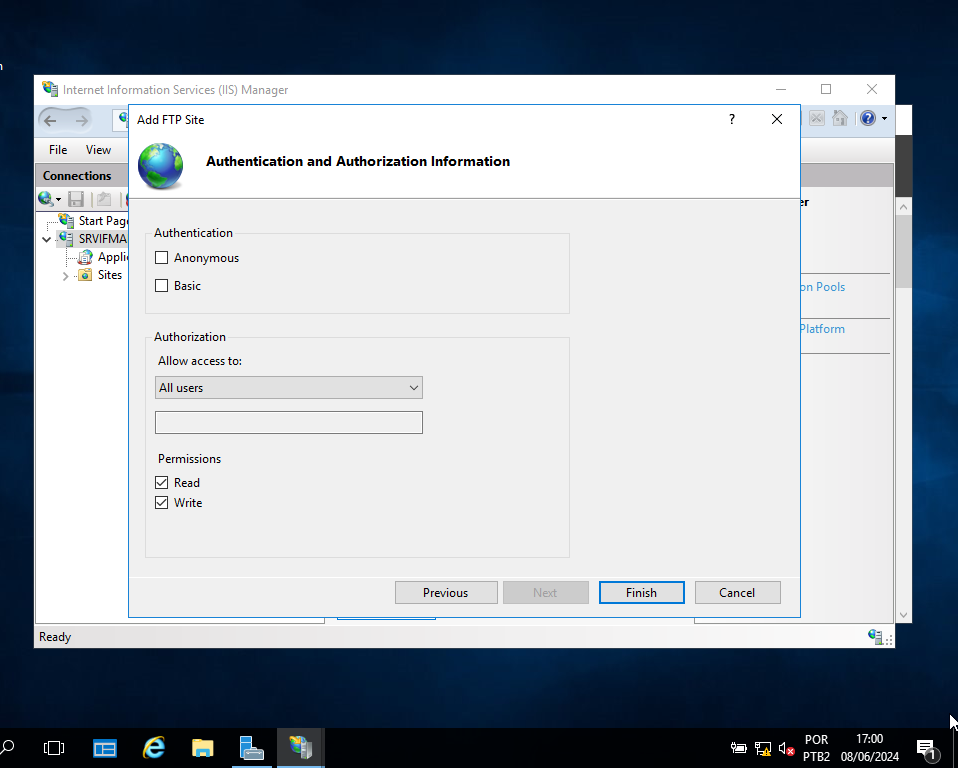 n
Internet Information Services (IIS) Manager
Add FTP Site
?
Authentication and Authorization Information
File View
Connections
Start Page
SRVIFMA
Applic
Sites
Authentication
Anonymous
Basic
Authorization
Allow access to:
All users
Permissions
Read
Write
er
on Pools
Platform
Previous Next Finish Cancel
Ready
POR
PTB2
17:00
08/06/2024
1